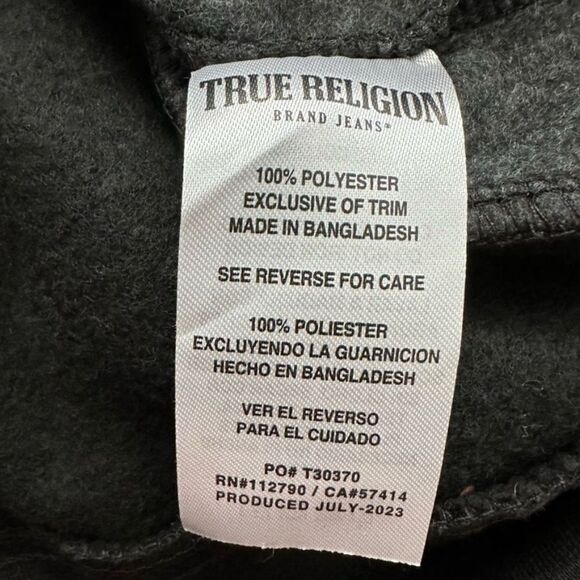 TRUE RELIGION
BRAND JEANS®
100% POLYESTER
EXCLUSIVE OF TRIM
MADE IN BANGLADESH
SEE REVERSE FOR CARE
100% POLIESTER
EXCLUYENDO LA GUARNICION
HECHO EN BANGLADESH
VER EL REVERSO
PARA EL CUIDADO
PO# T30370
RN#112790 / CA#57414
PRODUCED JULY-2023